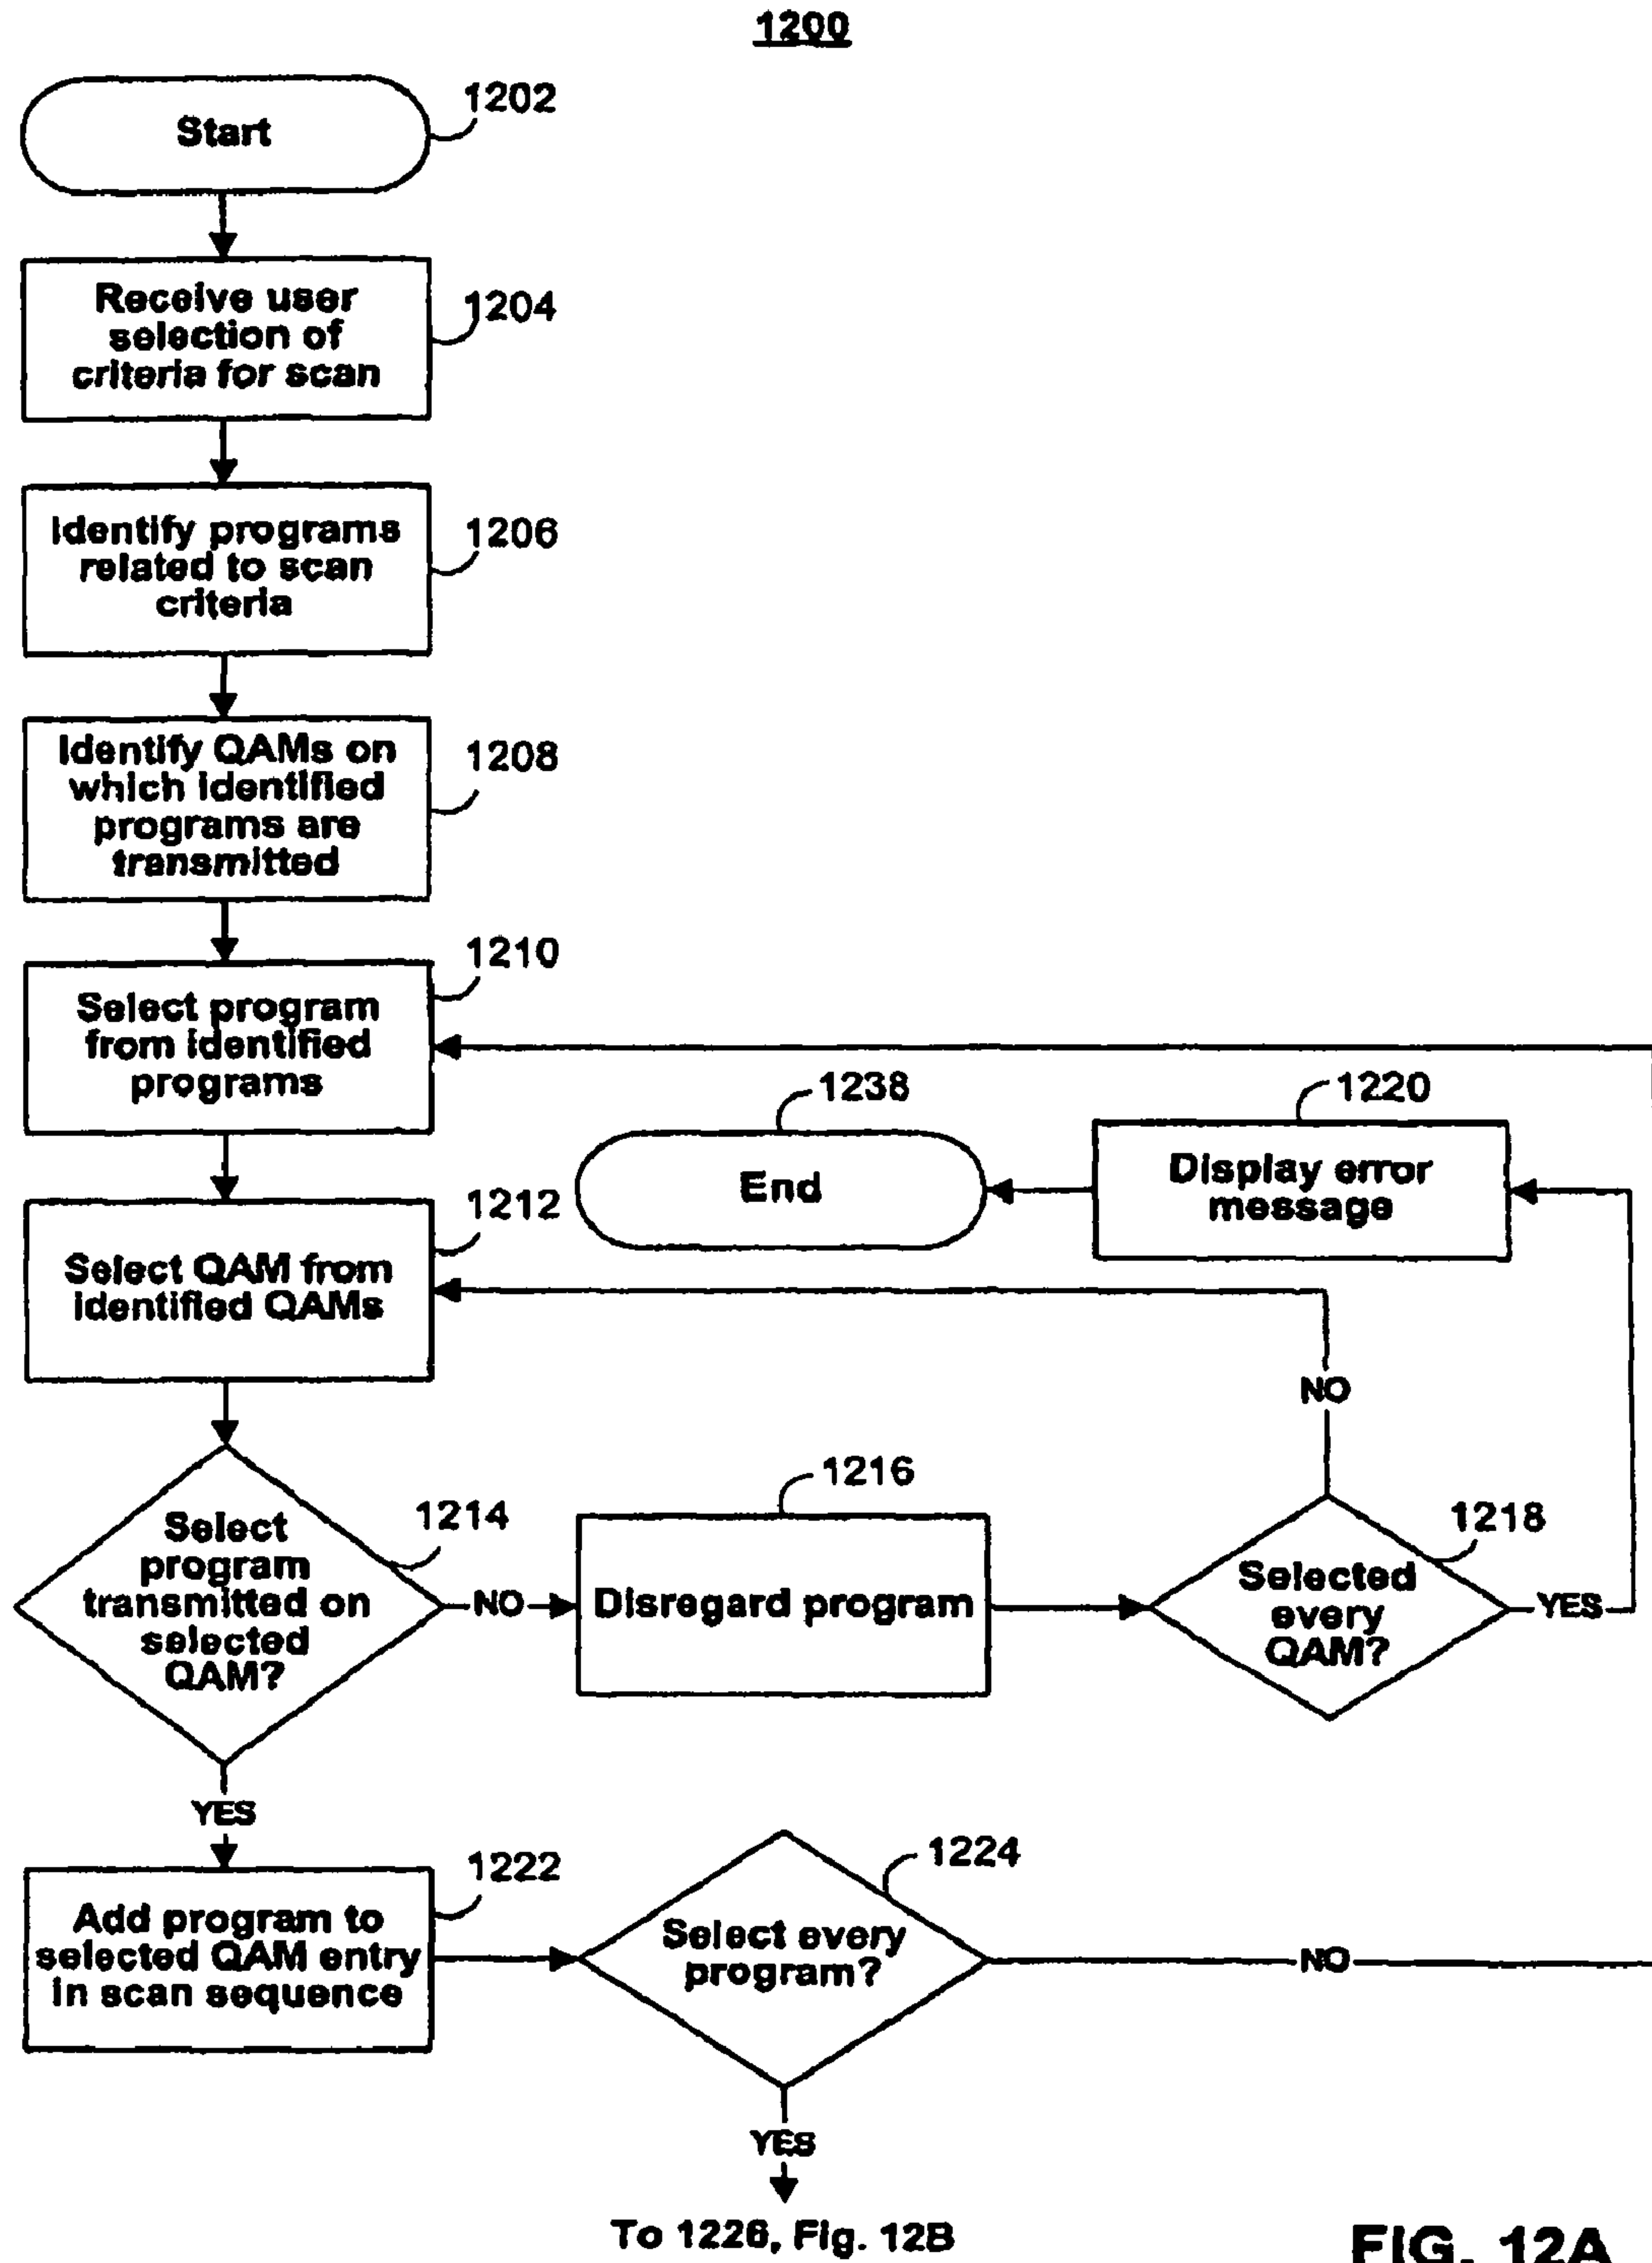 1200
Start
1202
Receive user
selection of
criteria for scan
1204
Identify programs
related to scan
criteria
1206
Identify QAMs on
which identified
programs are
transmitted
1208
Select program
from identified
programs
1210
1238
End
1220
Display error
message
Select QAM from
identified QAMs
1212
NO
Select
program
transmitted on
selected
QAM?
1214
NO
1216
Disregard program
1218
Selected
every
QAM?
YES
YES
Add program to
selected QAM entry
in scan sequence
1222
1224
Select every
program?
NO
YES
To 1226, Fig. 12B
FIG. 12A